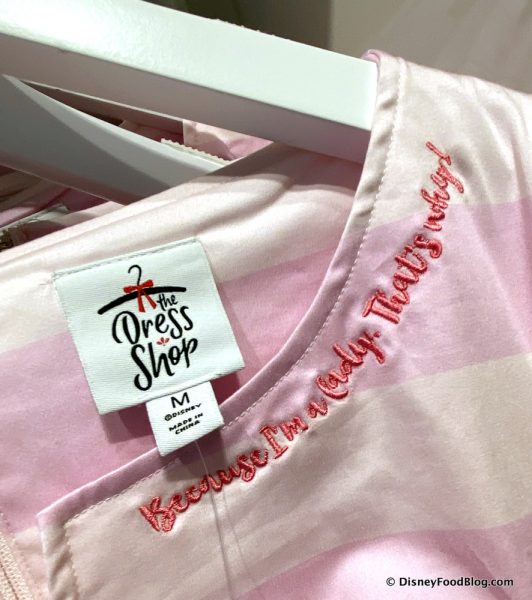 the
Dress
Shop
M
©DISNEY
MADE IN
CHINA
Because I'm a lady. That's why!
© DisneyFoodBlog.com